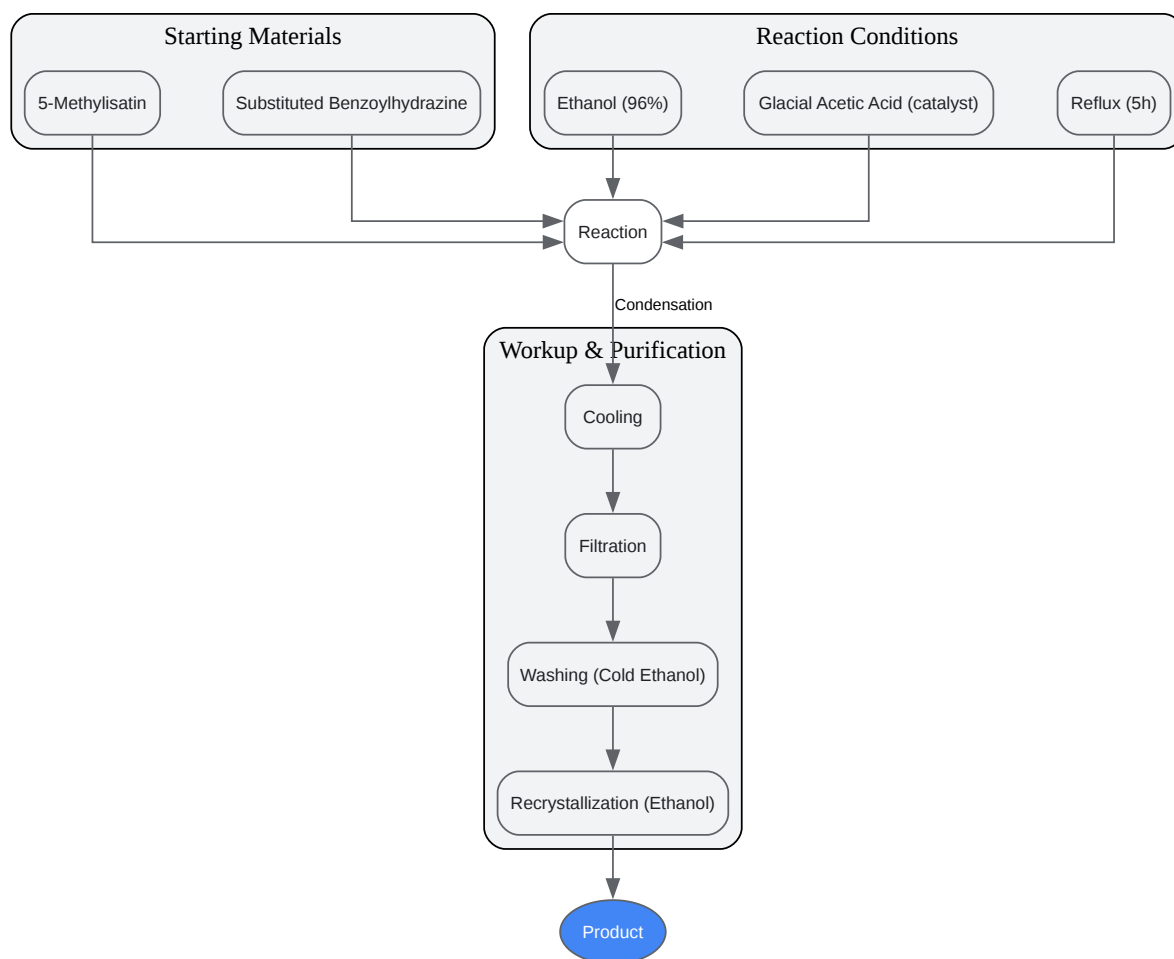 Starting Materials
Reaction Conditions
5-Methylisatin
Substituted Benzoylhydrazine
Ethanol (96%)
Glacial Acetic Acid (catalyst)
Reflux (5h)
Reaction
Condensation
Workup & Purification
Cooling
Filtration
Washing (Cold Ethanol)
Recrystallization (Ethanol)
Product